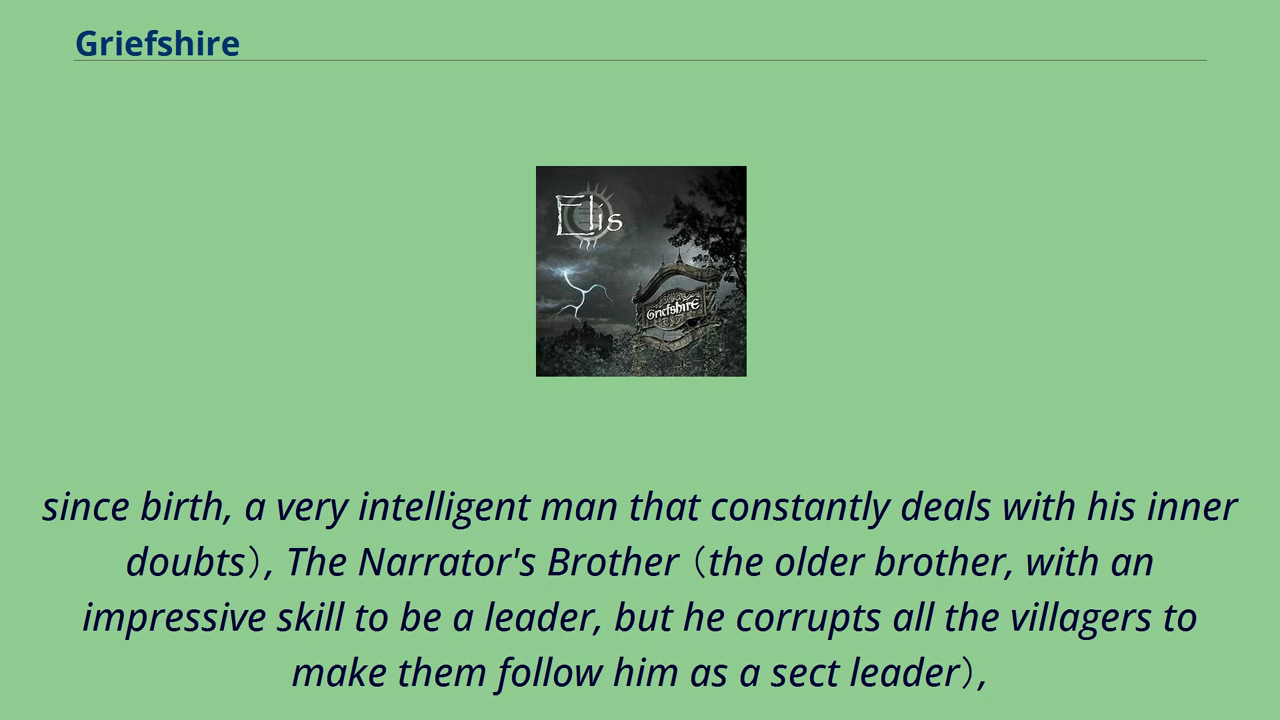 Griefshire
Elis
Griefshire
since birth, a very intelligent man that constantly deals with his inner
doubts）, The Narrator's Brother（the older brother, with an
impressive skill to be a leader, but he corrupts all the villagers to
make them follow him as a sect leader）,